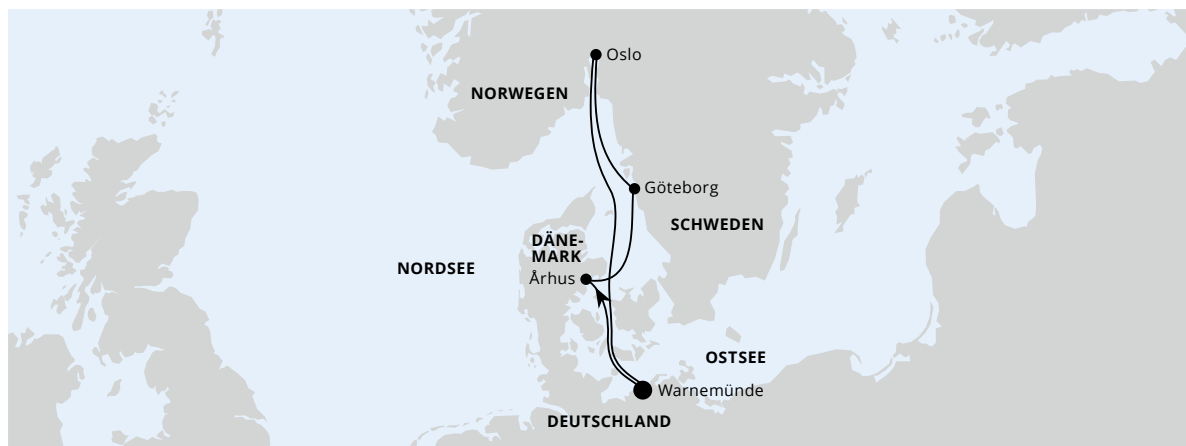 Oslo
NORWEGEN
Göteborg
SCHWEDEN
DÄNE-
MARK
NORDSEE
Århus
OSTSEE
Warnemünde
DEUTSCHLAND